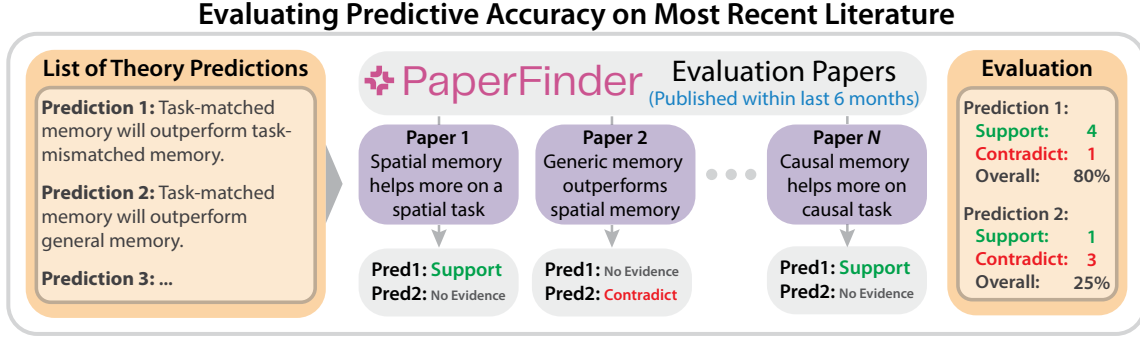 Evaluating Predictive Accuracy on Most Recent Literature
List of Theory Predictions
Prediction 1: Task-matched
memory will outperform task-
mismatched memory.
Prediction 2: Task-matched
memory will outperform
general memory.
Prediction 3: ...
PaperFinder
Evaluation Papers
(Published within last 6 months)
Paper 1
Spatial memory
helps more on a
spatial task
Pred1: Support
Pred2: No Evidence
Paper 2
Generic memory
outperforms
spatial memory
Pred1: No Evidence
Pred2: Contradict
Paper N
Causal memory
helps more on
causal task
Pred1: Support
Pred2: No Evidence
Evaluation
Prediction 1:
Support: 4
Contradict: 1
Overall: 80%
Prediction 2:
Support: 1
Contradict: 3
Overall: 25%